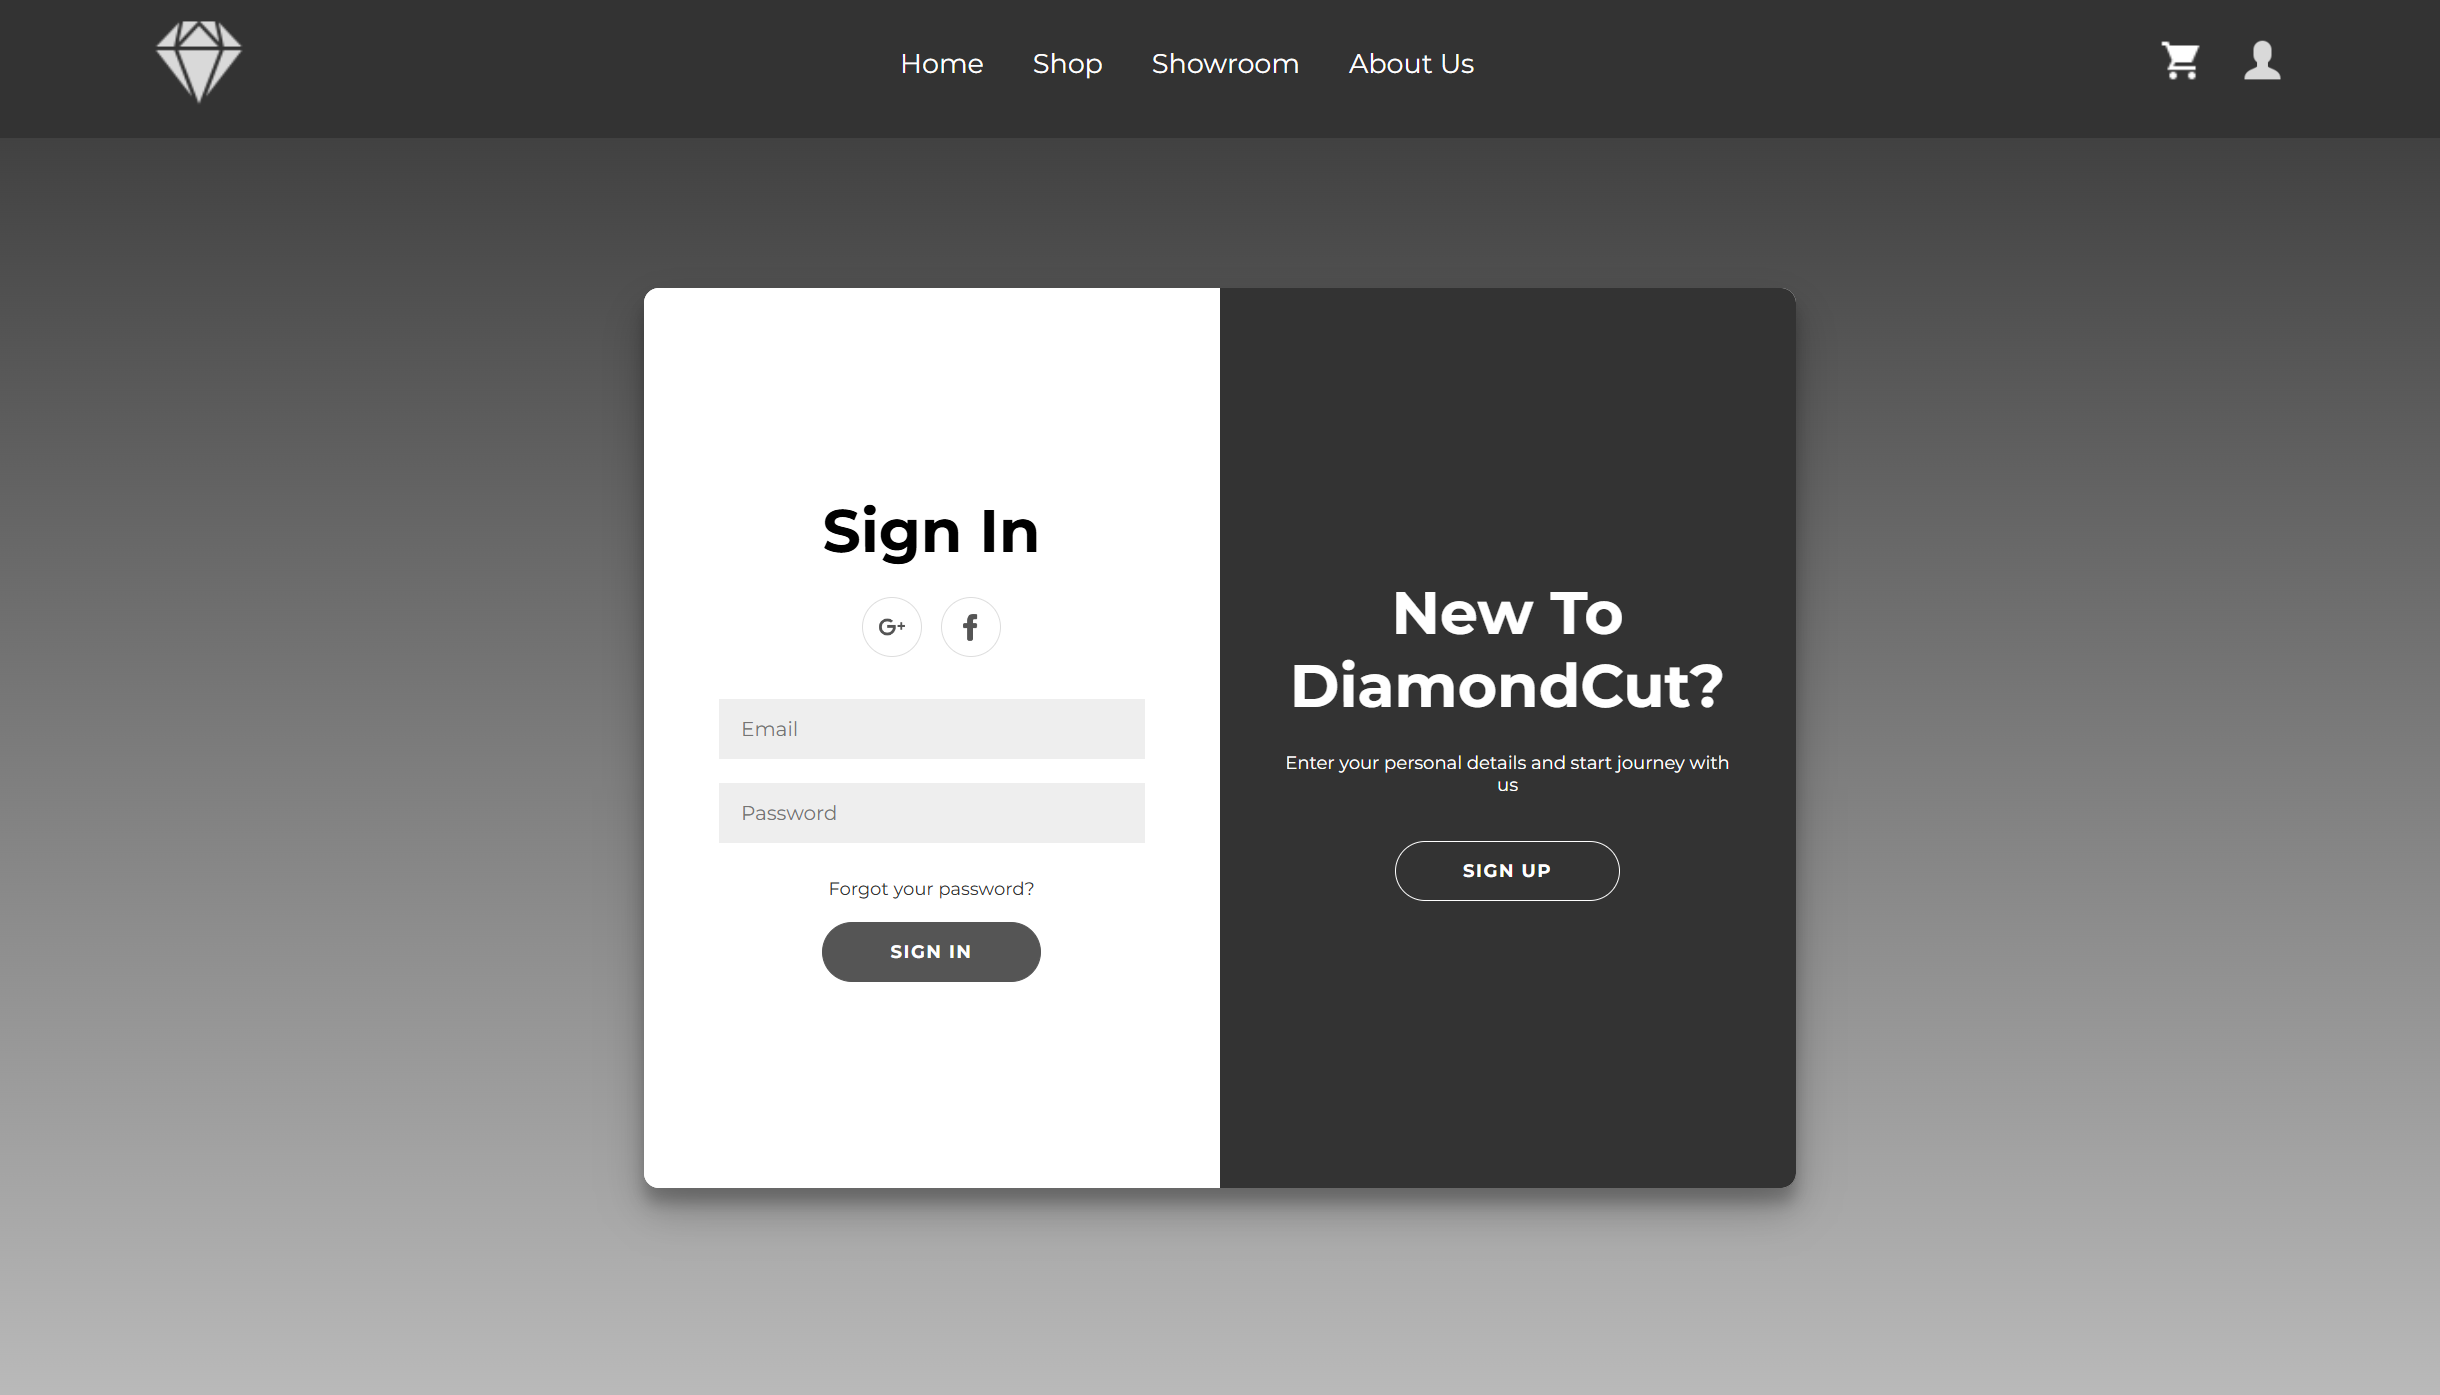 Home Shop Showroom About Us
Sign In
G+ f
Email
Password
Forgot your password?
SIGN IN
New To
DiamondCut?
Enter your personal details and start journey with
us
SIGN UP